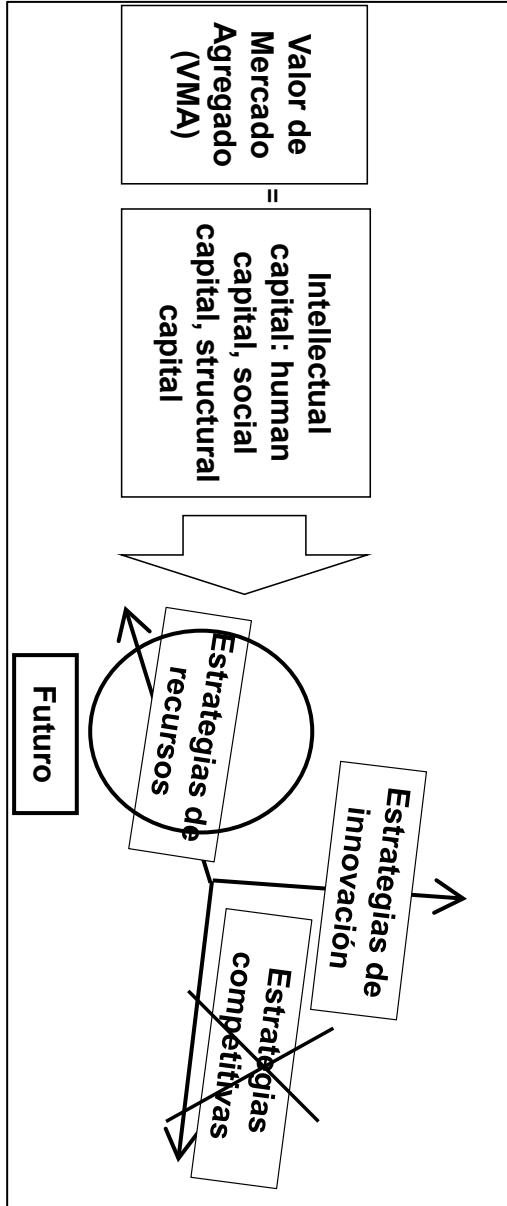 Valor de
Mercado
Agregado
(VMA)
=
Intellectual
capital: human
capital, social
capital, structural
capital
Estrategias de
recursos
Futuro
Estrategias de
innovación
Estrategias
competitivas